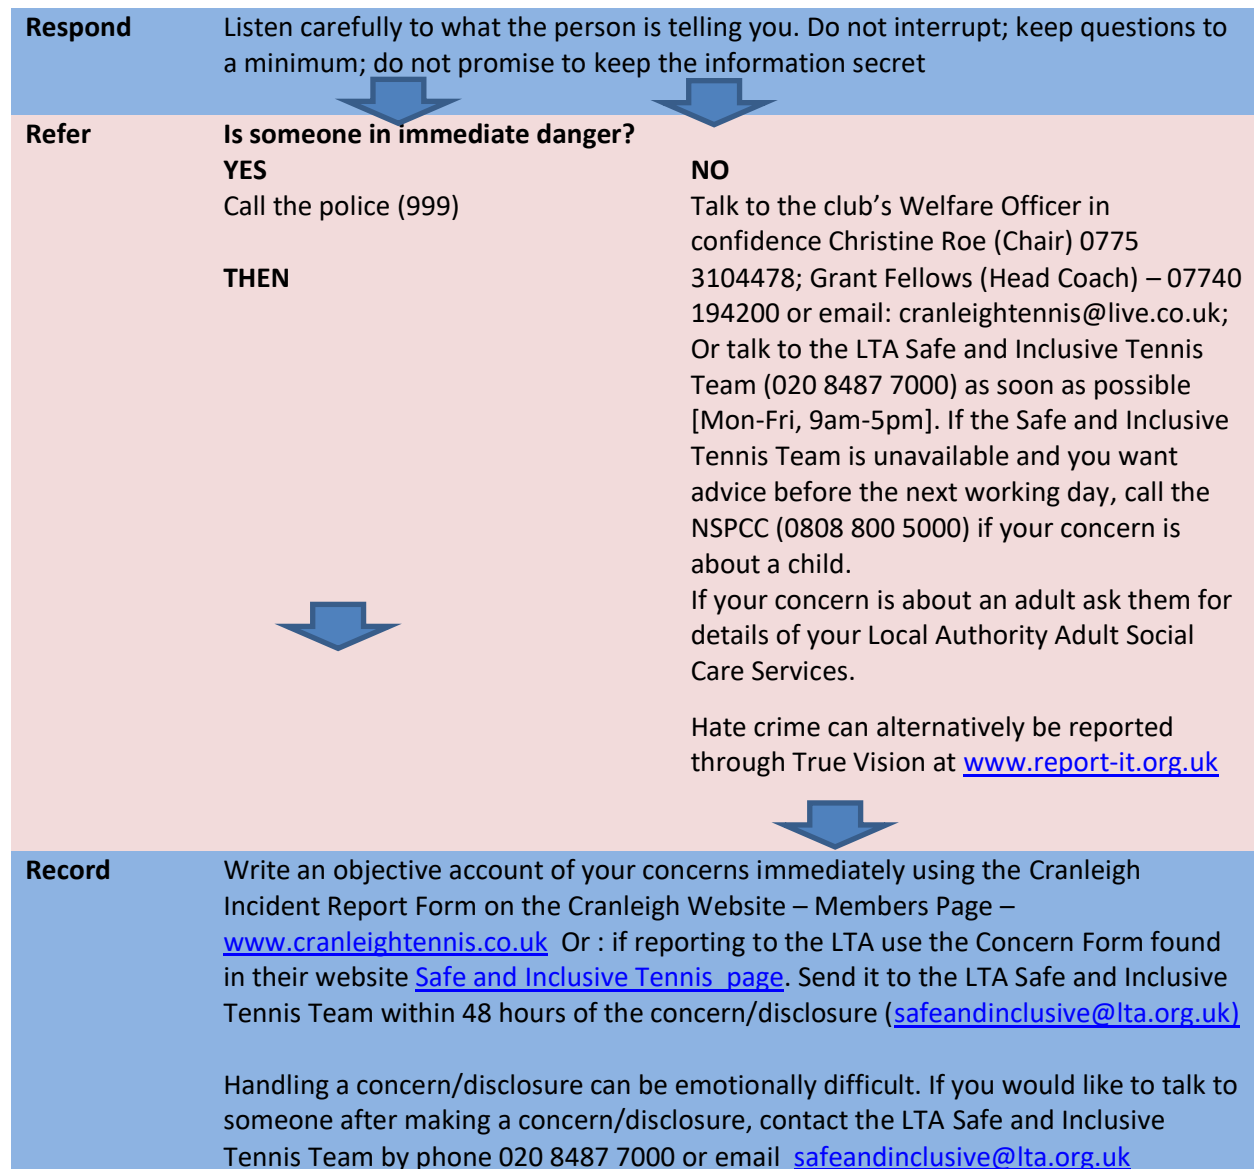 Respond
Listen carefully to what the person is telling you. Do not interrupt; keep questions to
a minimum; do not promise to keep the information secret
Refer
Is someone in immediate danger?
YES
Call the police (999)
THEN
NO
Talk to the club’s Welfare Officer in
confidence Christine Roe (Chair) 0775
3104478; Grant Fellows (Head Coach) – 07740
194200 or email: cranleightennis@live.co.uk;
Or talk to the LTA Safe and Inclusive Tennis
Team (020 8487 7000) as soon as possible
[Mon-Fri, 9am-5pm]. If the Safe and Inclusive
Tennis Team is unavailable and you want
advice before the next working day, call the
NSPCC (0808 800 5000) if your concern is
about a child.
If your concern is about an adult ask them for
details of your Local Authority Adult Social
Care Services.
Hate crime can alternatively be reported
through True Vision at www.report-it.org.uk
Record
Write an objective account of your concerns immediately using the Cranleigh
Incident Report Form on the Cranleigh Website – Members Page –
www.cranleightennis.co.uk Or : if reporting to the LTA use the Concern Form found
in their website Safe and Inclusive Tennis page. Send it to the LTA Safe and Inclusive
Tennis Team within 48 hours of the concern/disclosure (safeandinclusive@lta.org.uk)
Handling a concern/disclosure can be emotionally difficult. If you would like to talk to
someone after making a concern/disclosure, contact the LTA Safe and Inclusive
Tennis Team by phone 020 8487 7000 or email safeandinclusive@lta.org.uk